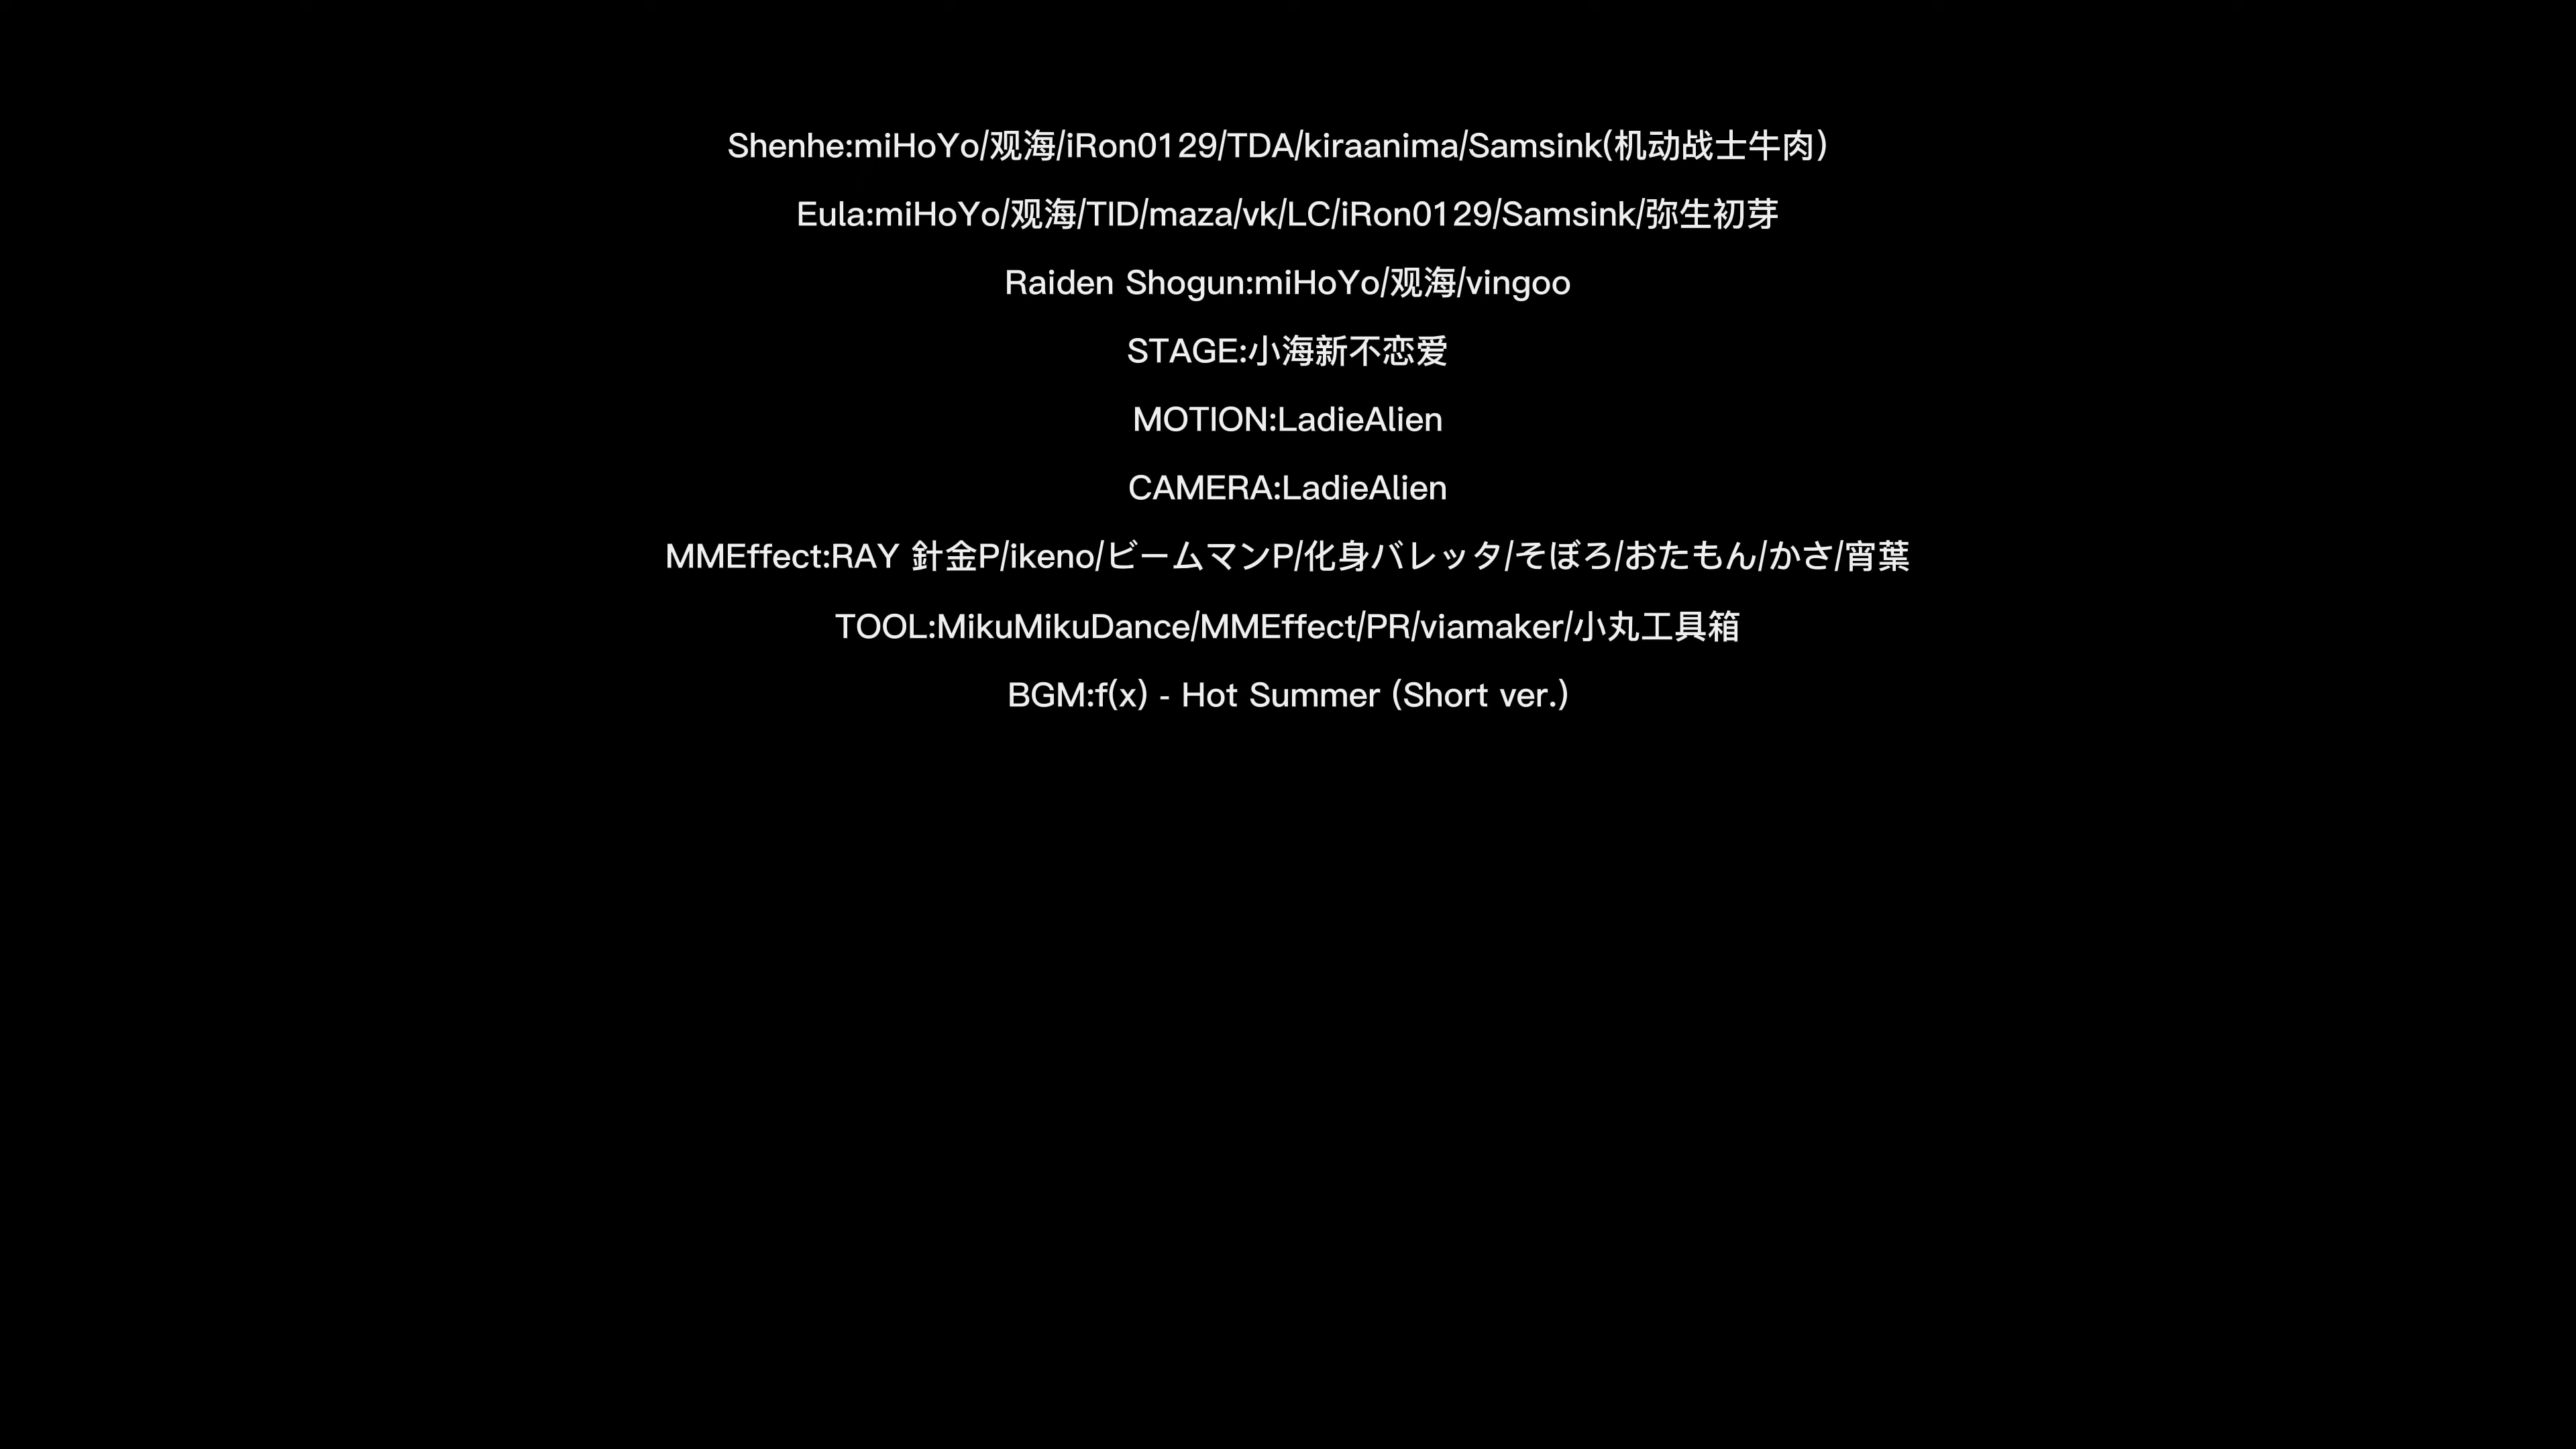 Shenhe:miHoYo/观海/iRon0129/TDA/kiraanima/Samsink(机动战士牛肉)
Eula:miHoYo/观海/TID/maza/vk/LC/iRon0129/Samsink/弥生初芽
Raiden Shogun:miHoYo/观海/vingoo
STAGE:小海新不恋爱
MOTION:LadieAlien
CAMERA:LadieAlien
MMEffect:RAY 針金P/ikeno/ビームマンP/化身バレッタ/そぼろ/おたもん/かさ/宵葉
TOOL:MikuMikuDance/MMEffect/PR/viamaker/小丸工具箱
BGM:f(x) - Hot Summer (Short ver.)